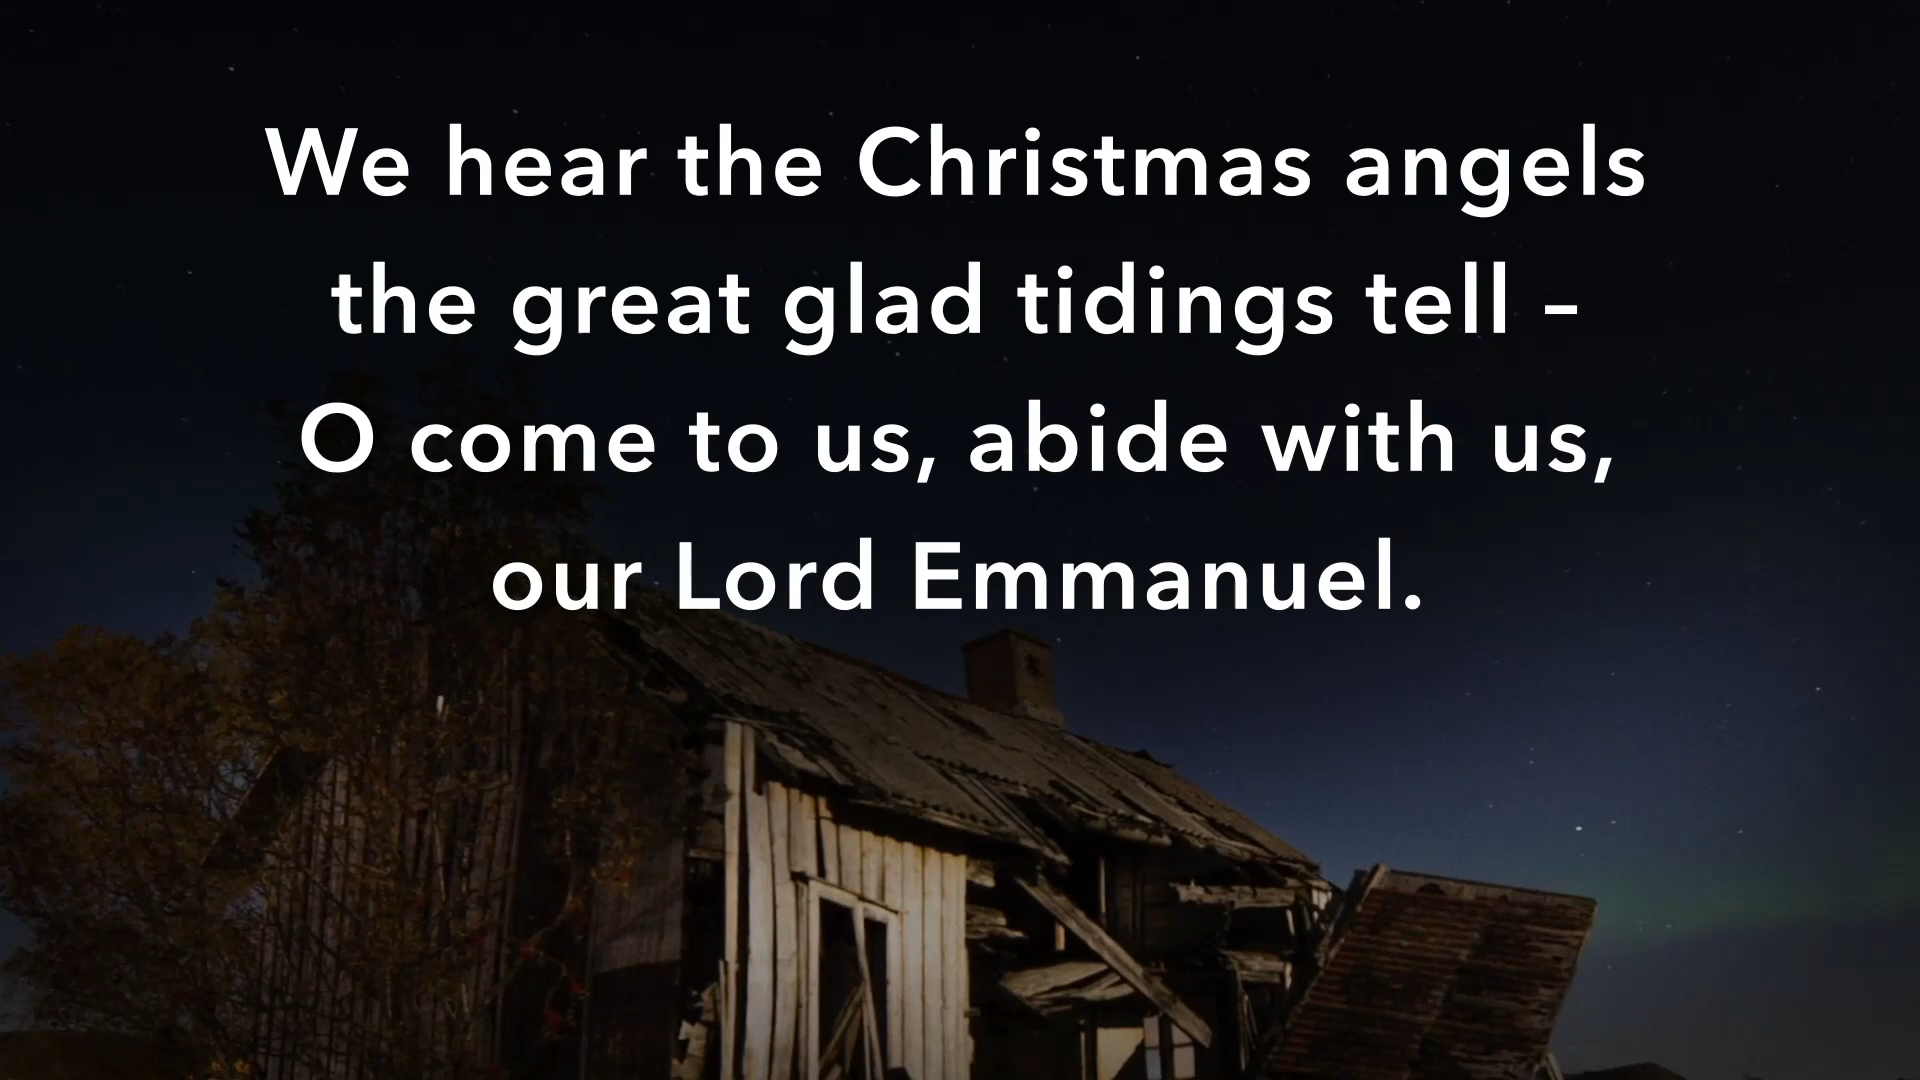 We hear the Christmas angels
the great glad tidings tell –
O come to us, abide with us,
our Lord Emmanuel.